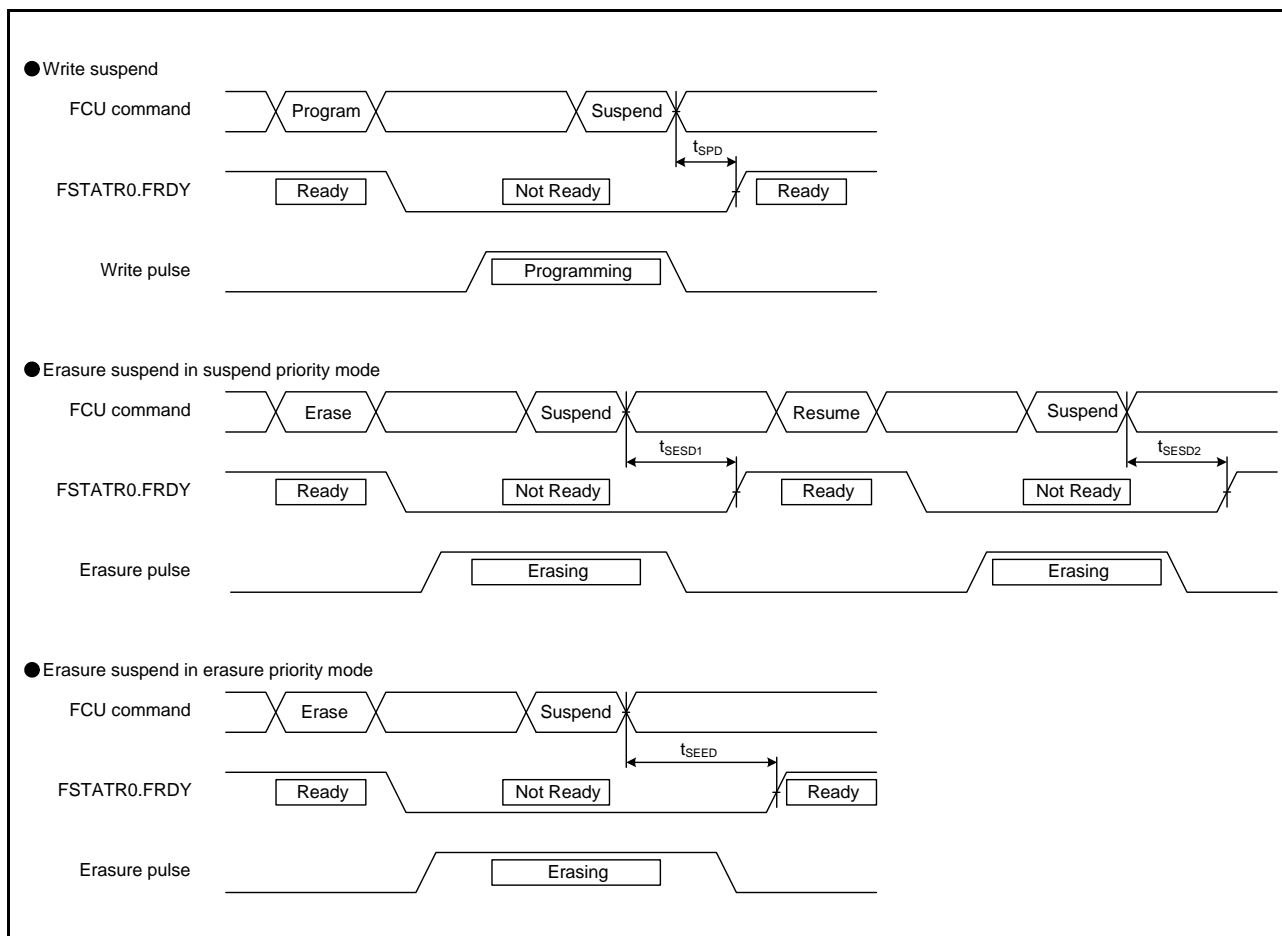 ● Write suspend
FCU command Program Suspend
tSPD
FSTATR0.FRDY Ready Not Ready Ready
Write pulse Programming
● Erasure suspend in suspend priority mode
FCU command Erase Suspend Resume Suspend
tSESD1 tSESD2
FSTATR0.FRDY Ready Not Ready Ready Not Ready
Erasure pulse Erasing Erasing
● Erasure suspend in erasure priority mode
FCU command Erase Suspend
tSEED
FSTATR0.FRDY Ready Not Ready Ready
Erasure pulse Erasing